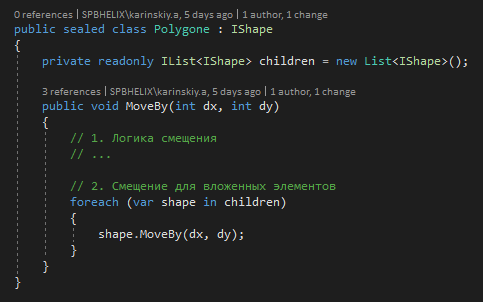 0 references | SPBHELIX\karinskiy.a, 5 days ago | 1 author, 1 change
public sealed class Polygone : IShape
{
    private readonly IList<IShape> children = new List<IShape>();
    3 references | SPBHELIX\karinskiy.a, 5 days ago | 1 author, 1 change
    public void MoveBy(int dx, int dy)
    {
        // 1. Логика смещения
        // ...
        // 2. Смещение для вложенных элементов
        foreach (var shape in children)
        {
            shape.MoveBy(dx, dy);
        }
    }
}